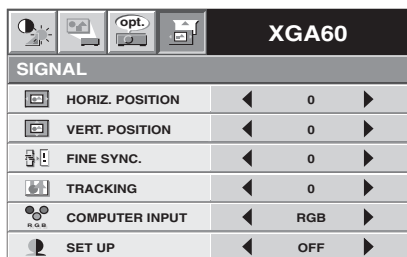 opt.
XGA60
SIGNAL
HORIZ. POSITION 0
VERT. POSITION 0
FINE SYNC. 0
TRACKING 0
RGB COMPUTER INPUT RGB
SET UP OFF